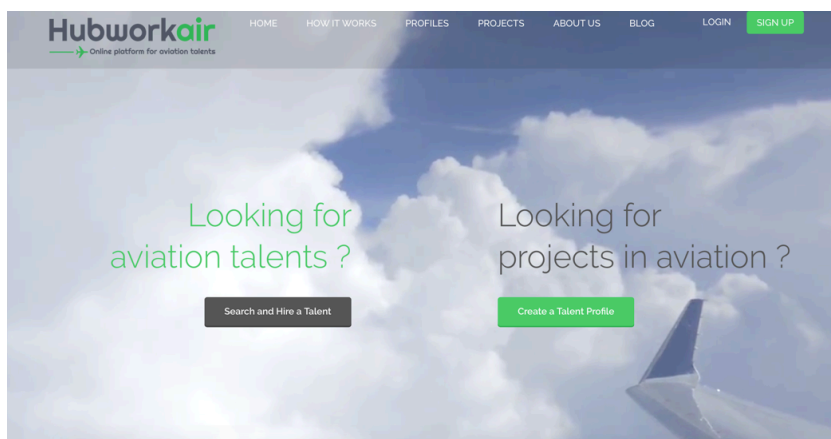 Hubworkair
Online platform for aviation talents
HOME HOW IT WORKS PROFILES PROJECTS ABOUT US BLOG LOGIN SIGN UP
Looking for
aviation talents ?
Search and Hire a Talent
Looking for
projects in aviation ?
Create a Talent Profile